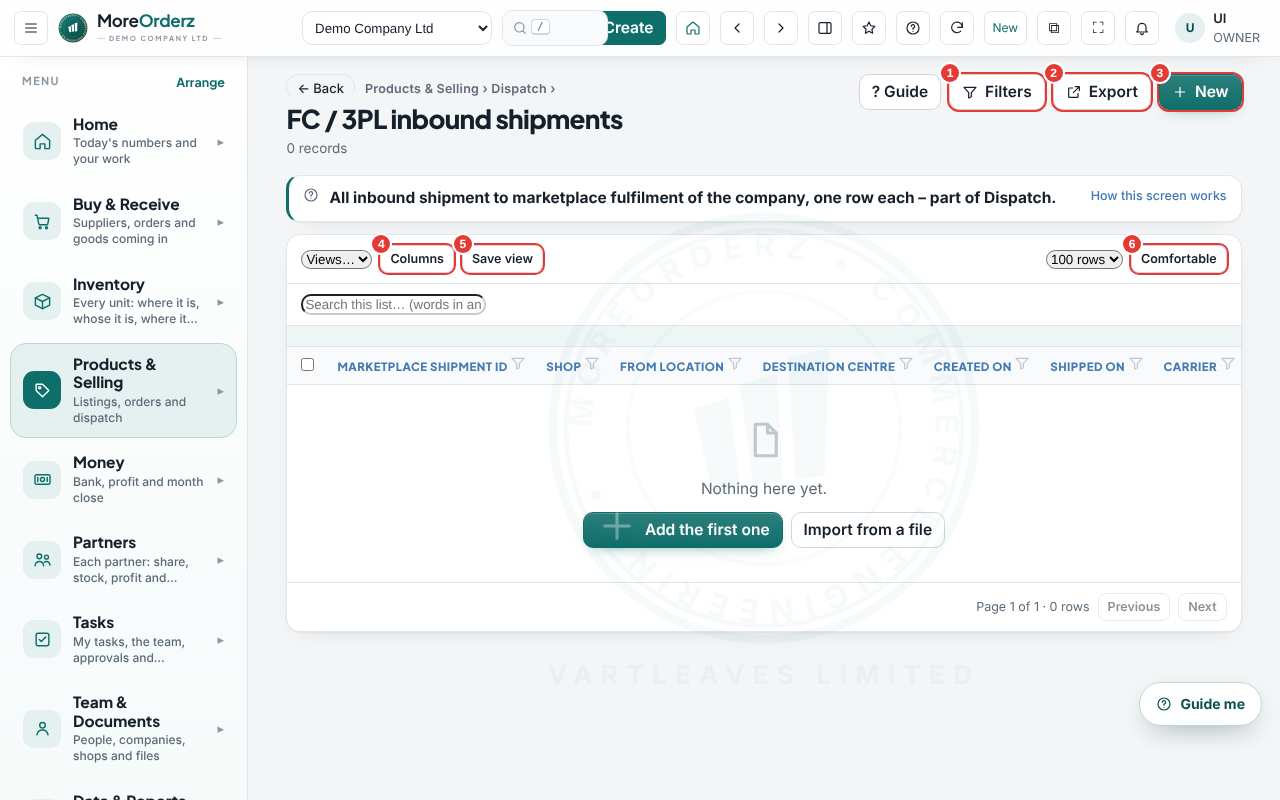 MoreOrderz
— DEMO COMPANY LTD —
Demo Company Ltd
/
Create
New
U
UI
OWNER
MENU
Arrange
Home
Today's numbers and
your work
Buy & Receive
Suppliers, orders and
goods coming in
Inventory
Every unit: where it is,
whose it is, where it...
Products &
Selling
Listings, orders and
dispatch
Money
Bank, profit and month
close
Partners
Each partner: share,
stock, profit and...
Tasks
My tasks, the team,
approvals and...
Team &
Documents
People, companies,
shops and files
Data & Reports
← Back
Products & Selling › Dispatch ›
FC / 3PL inbound shipments
0 records
? Guide
1
Filters
2
Export
3
+ New
All inbound shipment to marketplace fulfilment of the company, one row each – part of Dispatch.
How this screen works
Views...
4
Columns
5
Save view
100 rows
6
Comfortable
Search this list... (words in an
MARKETPLACE SHIPMENT ID
SHOP
FROM LOCATION
DESTINATION CENTRE
CREATED ON
SHIPPED ON
CARRIER
Nothing here yet.
+ Add the first one
Import from a file
Page 1 of 1 · 0 rows
Previous
Next
MOREORDERZ • COMMERCE ENGINEERING •
VARTLEAVES LIMITED
Guide me